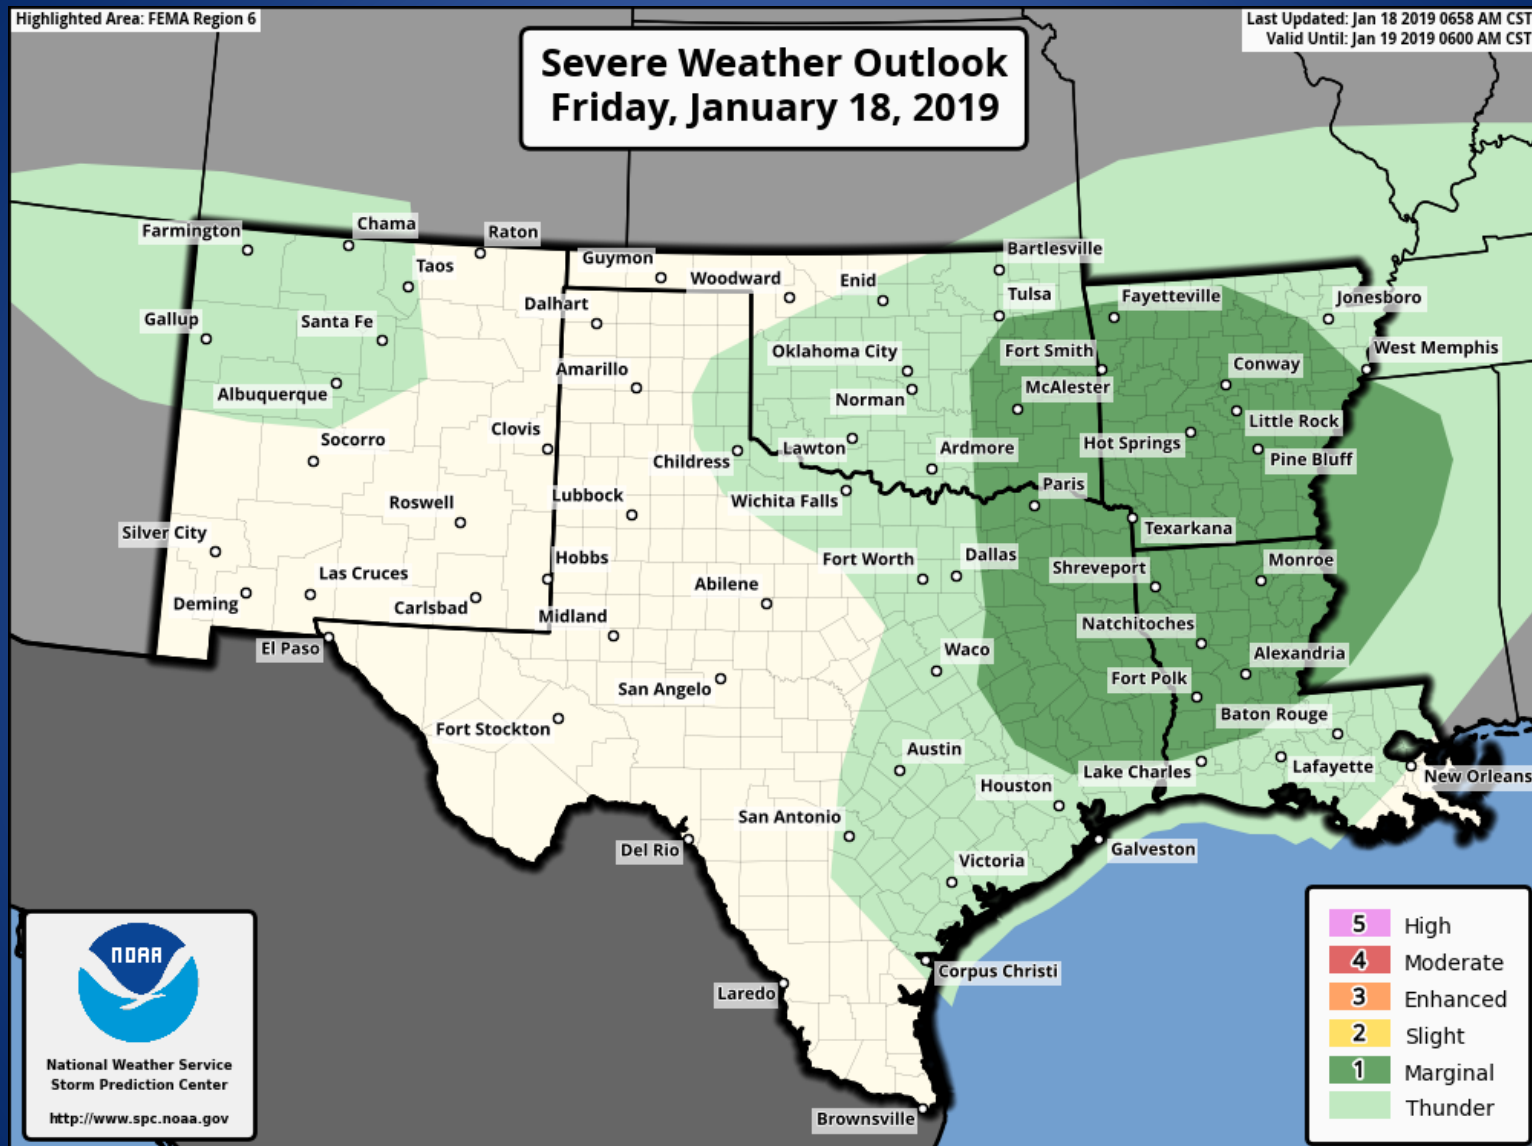 Highlighted Area: FEMA Region 6
Last Updated: Jan 18 2019 0658 AM CST
Valid Until: Jan 19 2019 0600 AM CST
Severe Weather Outlook
Friday, January 18, 2019
Farmington
Chama
Raton
Taos
Gallup
Santa Fe
Albuquerque
Socorro
Clovis
Roswell
Silver City
Las Cruces
Deming
Carlsbad
Hobbs
El Paso
Guymon
Woodward
Enid
Bartlesville
Tulsa
Dalhart
Amarillo
Oklahoma City
Norman
Fort Smith
McAlester
Fayetteville
Jonesboro
West Memphis
Conway
Little Rock
Hot Springs
Pine Bluff
Lawton
Ardmore
Childress
Wichita Falls
Paris
Texarkana
Lubbock
Fort Worth
Dallas
Shreveport
Monroe
Abilene
Midland
Natchitoches
Alexandria
Waco
San Angelo
Fort Polk
Baton Rouge
Fort Stockton
Austin
Lake Charles
Lafayette
New Orleans
Houston
San Antonio
Del Rio
Galveston
Victoria
Corpus Christi
Laredo
Brownsville
NOAA
National Weather Service
Storm Prediction Center
http://www.spc.noaa.gov
5 High
4 Moderate
3 Enhanced
2 Slight
1 Marginal
Thunder